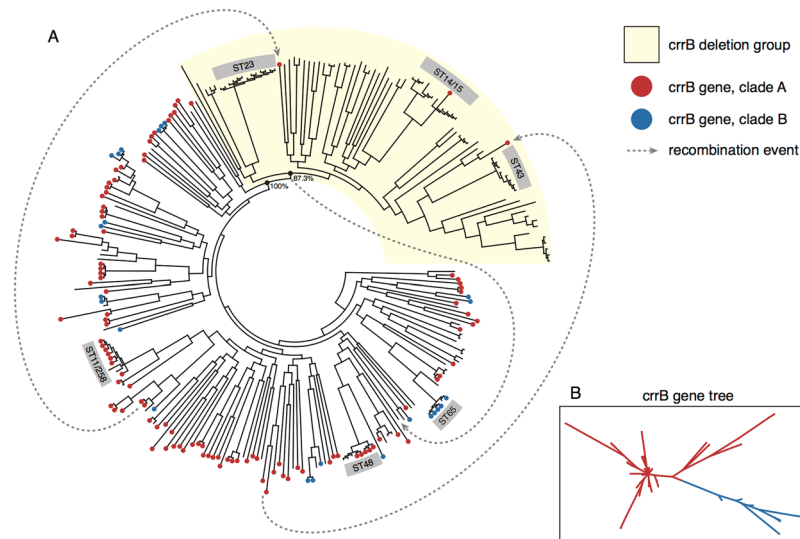 A
ST23
ST14/15
ST43
100%
87.3%
ST11/258
ST48
ST65
crrB deletion group
crrB gene, clade A
crrB gene, clade B
recombination event
B
crrB gene tree